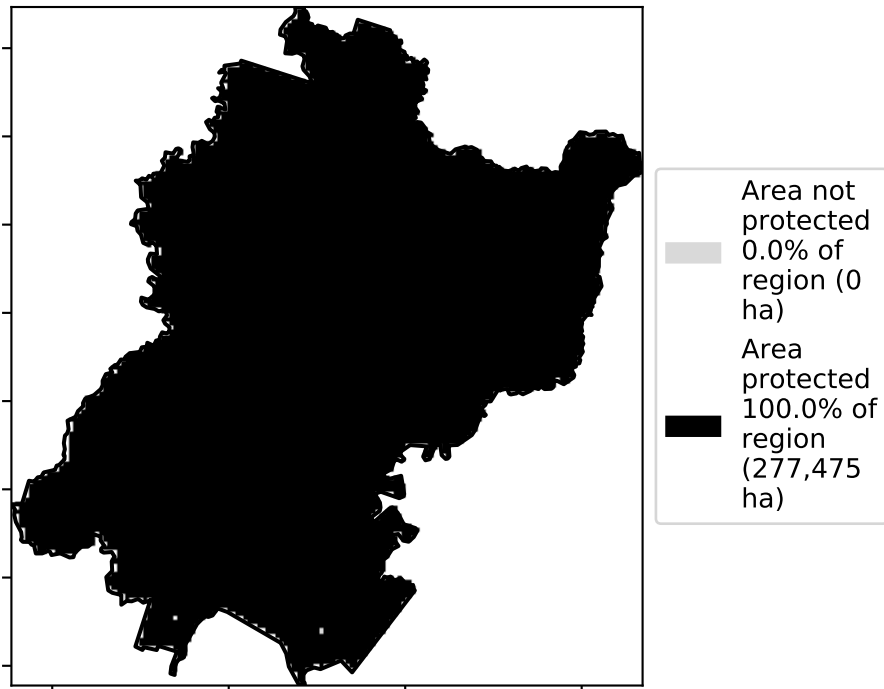 Area not
protected
0.0% of
region (0
ha)
Area
protected
100.0% of
region
(277,475
ha)